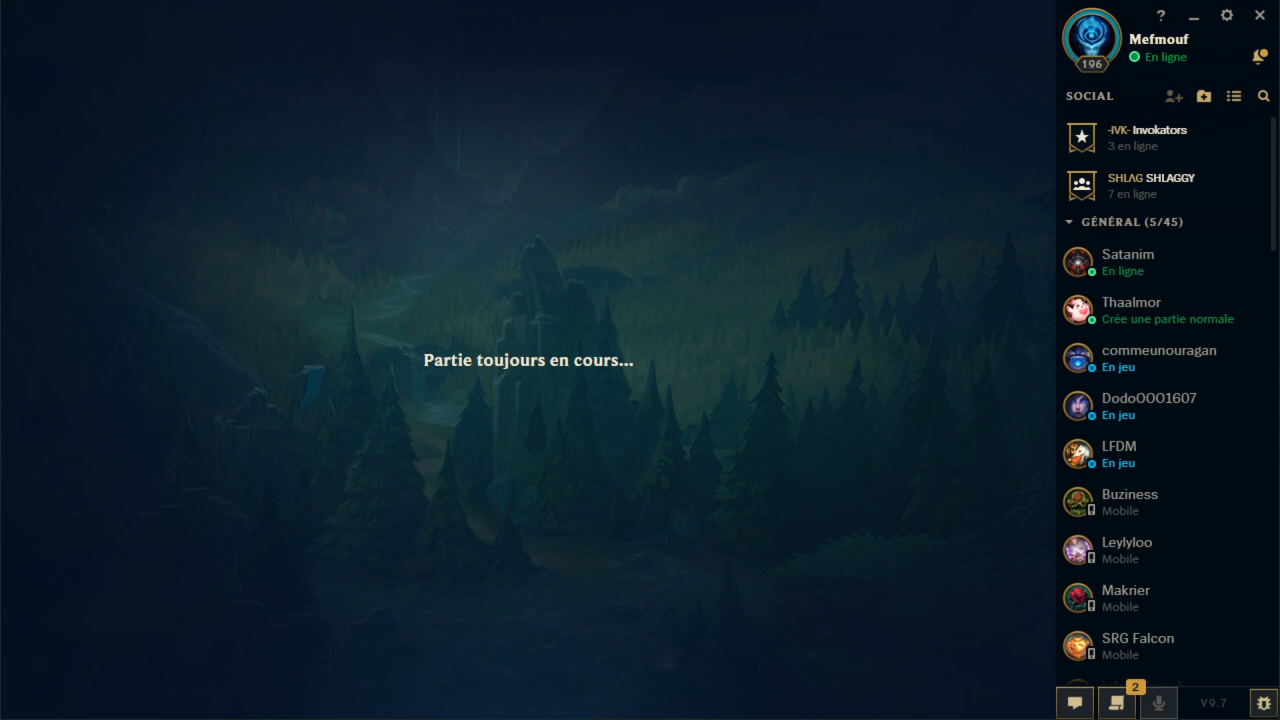 ?
Mefmouf
196
En ligne
SOCIAL
-IVK- Invokators
3 en ligne
SHLAG SHLAGGY
7 en ligne
GÉNÉRAL (5/45)
Satanim
En ligne
Thaalmor
Crée une partie normale
commeunouragan
En jeu
Partie toujours en cours...
Dodo0001607
En jeu
LFDM
En jeu
Buziness
Mobile
Leylyloo
Mobile
Makrier
Mobile
SRG Falcon
Mobile
2
V9.7